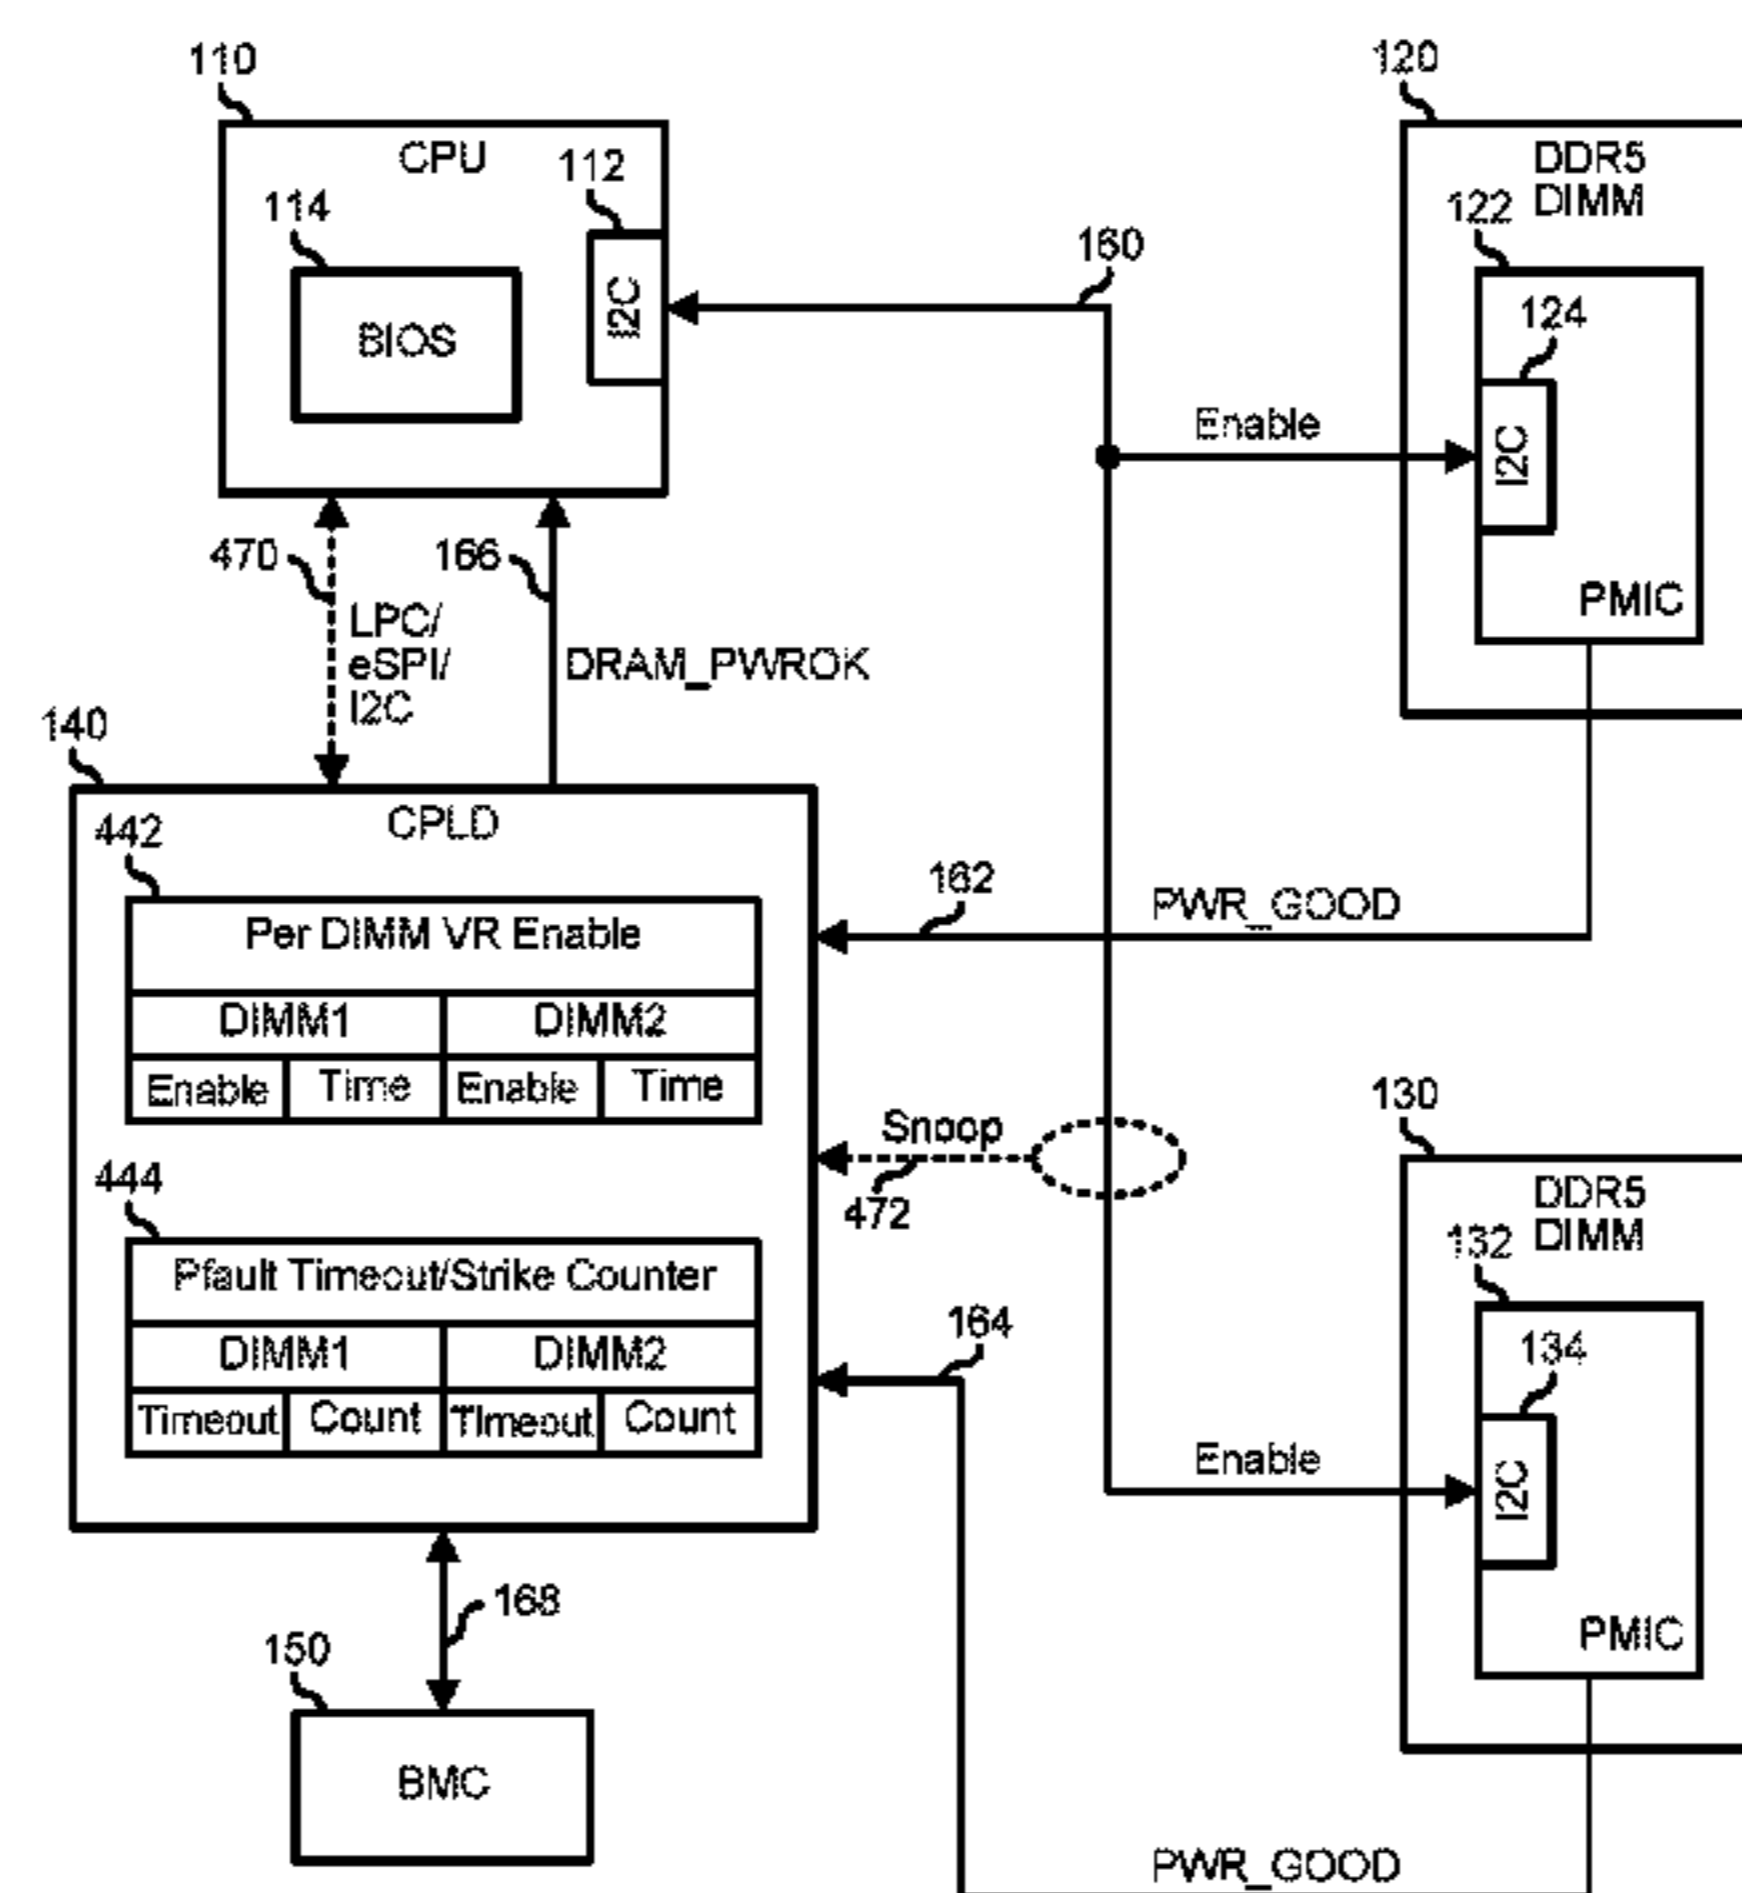 110
CPU
112
114
BIOS
I2C
160
120
DDR5
DIMM
122
124
Enable
I2C
PMIC
470
LPC/
eSPI/
I2C
166
DRAM_PWROK
140
CPLD
442
Per DIMM VR Enable
DIMM1 DIMM2
Enable Time Enable Time
162
PWR_GOOD
Snoop
472
444
Pfault Timeout/Strike Counter
DIMM1 DIMM2
Timeout Count Timeout Count
164
130
DDR5
DIMM
132
134
Enable
I2C
PMIC
168
150
BMC
PWR_GOOD